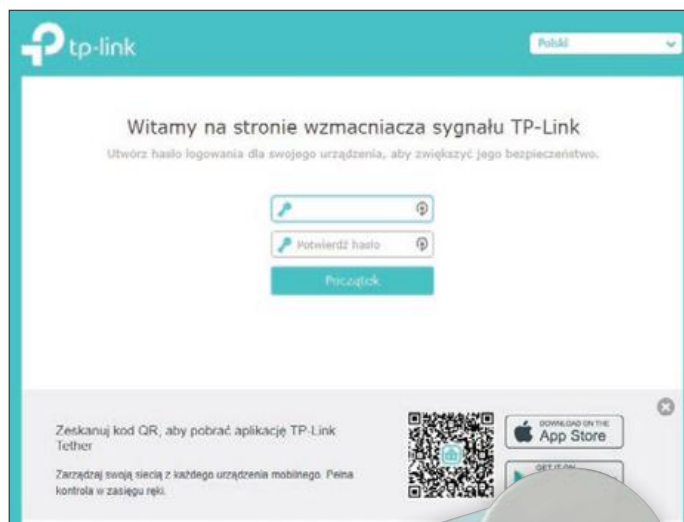 tp-link
Polski
Witamy na stronie wzmacniacza sygnału TP-Link
Utwórz hasło logowania dla swojego urządzenia, aby zwiększyć jego bezpieczeństwo.
Potwierdź hasło
Początek
Zeskanuj kod QR, aby pobrać aplikację TP-Link
Tether
Zarządzaj swoją siecią z każdego urządzenia mobilnego. Pełna
kontrola w zasięgu ręki.
DOWNLOAD ON THE
App Store
GET IT ON